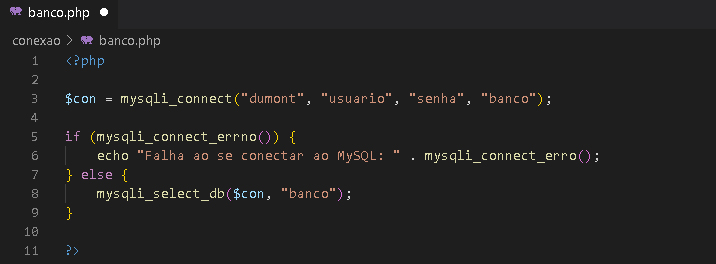 banco.php
conexao > banco.php
1 <?php
2
3 $con = mysqli_connect("dumont", "usuario", "senha", "banco");
4
5 if (mysqli_connect_errno()) {
6 echo "Falha ao se conectar ao MySQL: " . mysqli_connect_erro();
7 } else {
8 mysqli_select_db($con, "banco");
9 }
10
11 ?>